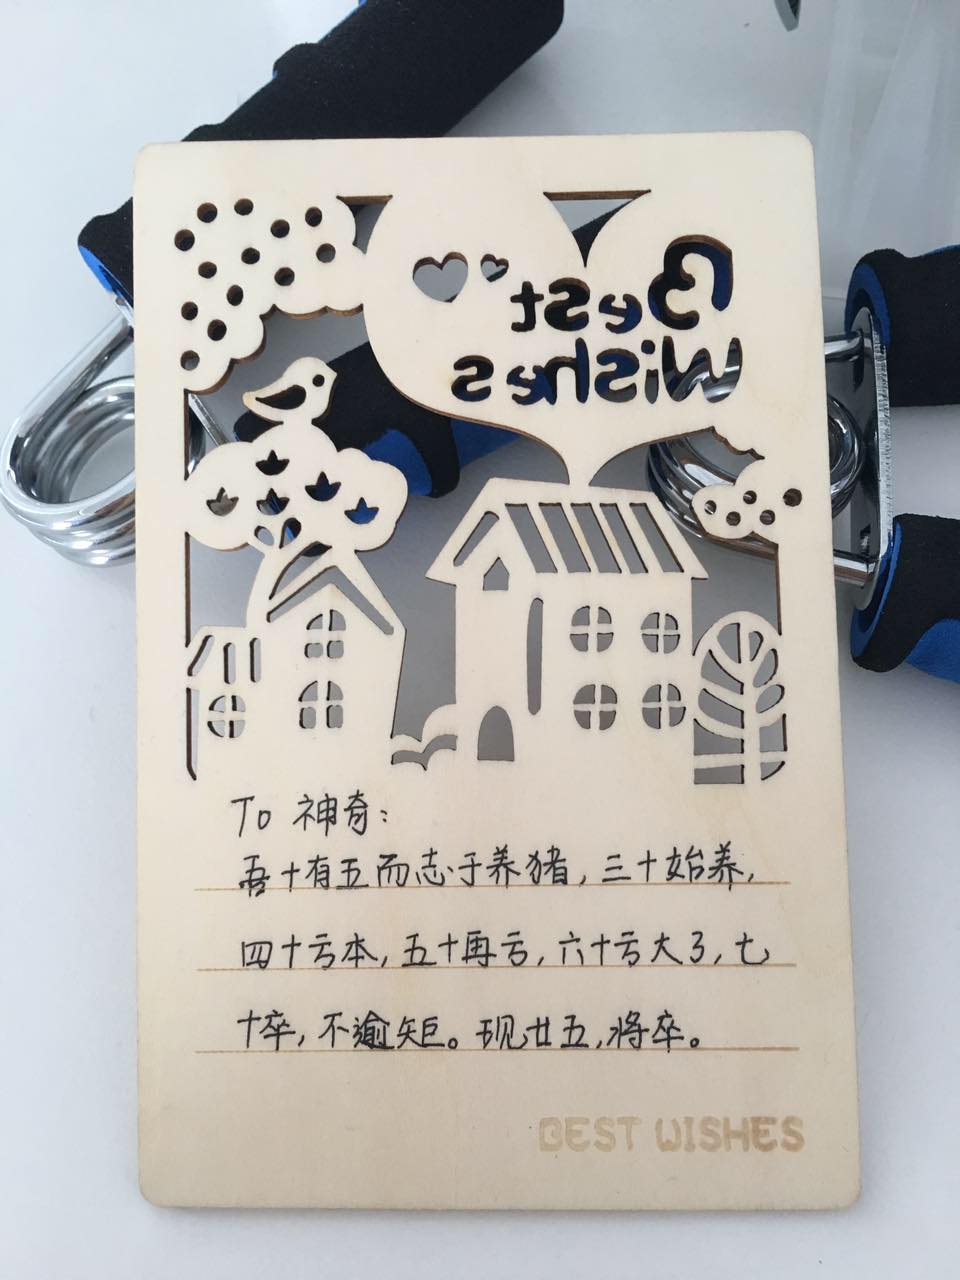 Best
Wishes
To 神奇：
吾十有五而志于养猪，三十始养，
四十亏本，五十再亏，六十亏大了，七
十卒，不逾矩。现廿五，将卒。
BEST WISHES